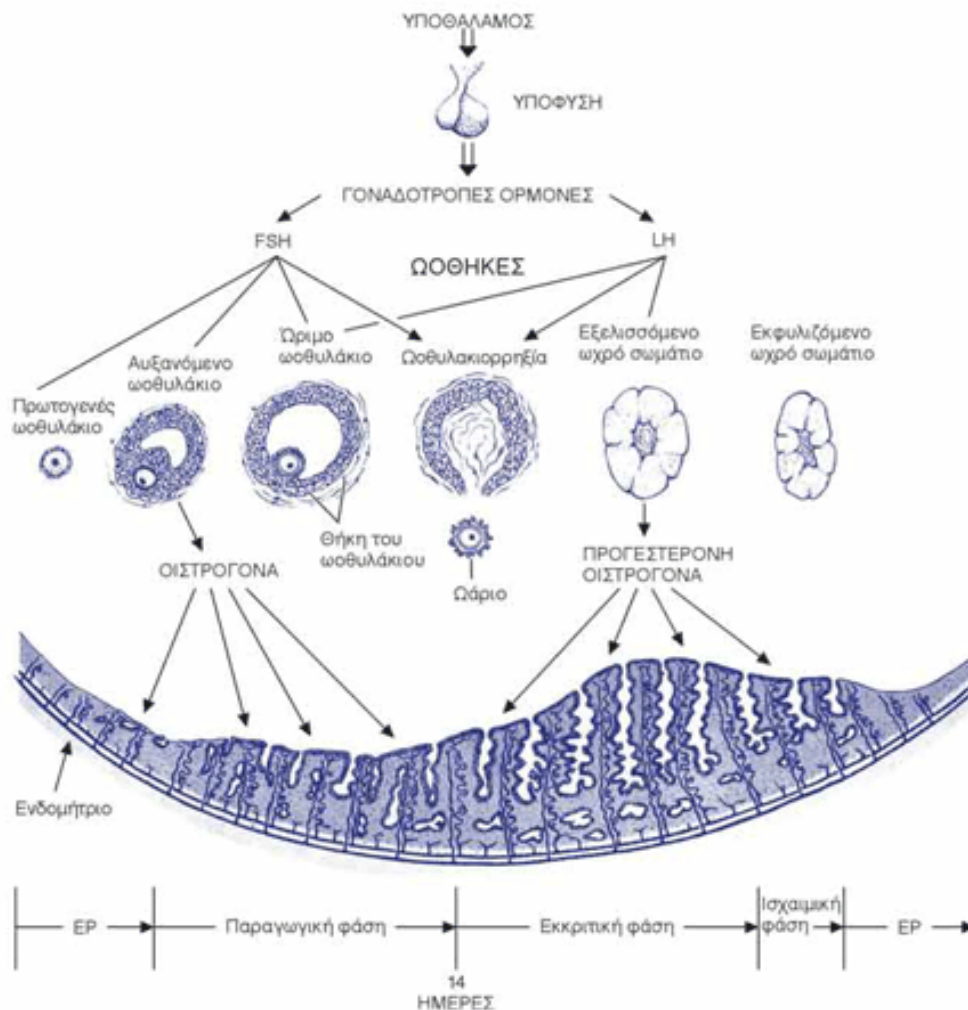 ΥΠΟΘΑΛΑΜΟΣ
ΥΠΟΦΥΣΗ
ΓΟΝΑΔΟΤΡΟΠΕΣ ΟΡΜΟΝΕΣ
FSH
LH
ΩΟΘΗΚΕΣ
Πρωτογενές
ωοθυλάκιο
Αυξανόμενο
ωοθυλάκιο
Ώριμο
ωοθυλάκιο
Ωοθυλακιορρηξία
Εξελισσόμενο
ωχρό σωμάτιο
Εκφυλιζόμενο
ωχρό σωμάτιο
Θήκη του
ωοθυλάκιου
Ωάριο
ΟΙΣΤΡΟΓΟΝΑ
ΠΡΟΓΕΣΤΕΡΟΝΗ
ΟΙΣΤΡΟΓΟΝΑ
Ενδομήτριο
ΕΡ
Παραγωγική φάση
Εκκριτική φάση
Ισχαιμική
φάση
ΕΡ
14
ΗΜΕΡΕΣ